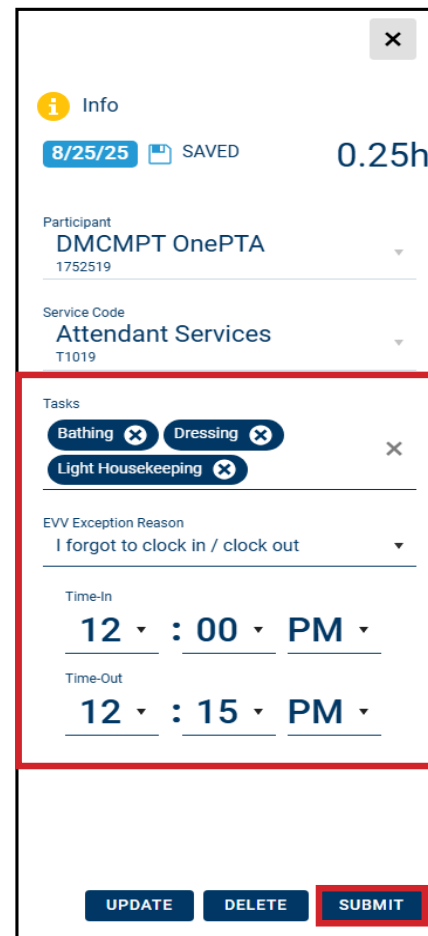 Info
8/25/25 SAVED 0.25h
Participant
DMCMPT OnePTA
1752519
Service Code
Attendant Services
T1019
Tasks
Bathing Dressing
Light Housekeeping
EVV Exception Reason
I forgot to clock in / clock out
Time-In
12 : 00 PM
Time-Out
12 : 15 PM
UPDATE DELETE SUBMIT